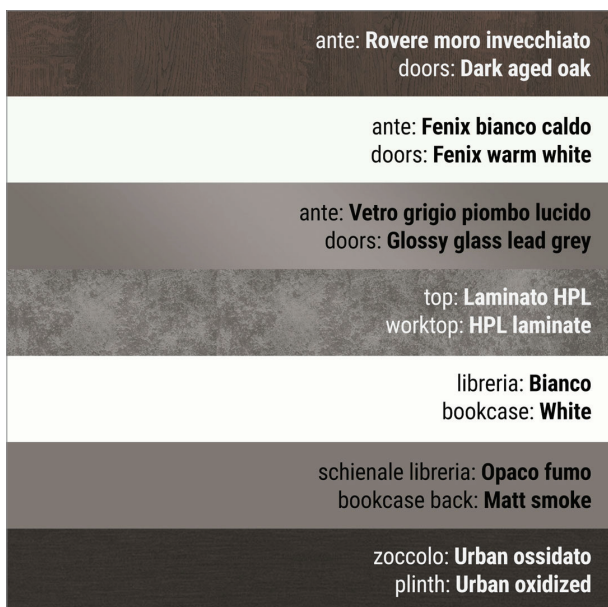 ante: Rovere moro invecchiato
doors: Dark aged oak
ante: Fenix bianco caldo
doors: Fenix warm white
ante: Vetro grigio piombo lucido
doors: Glossy glass lead grey
top: Laminato HPL
worktop: HPL laminate
libreria: Bianco
bookcase: White
schienale libreria: Opaco fumo
bookcase back: Matt smoke
zoccolo: Urban ossidato
plinth: Urban oxidized